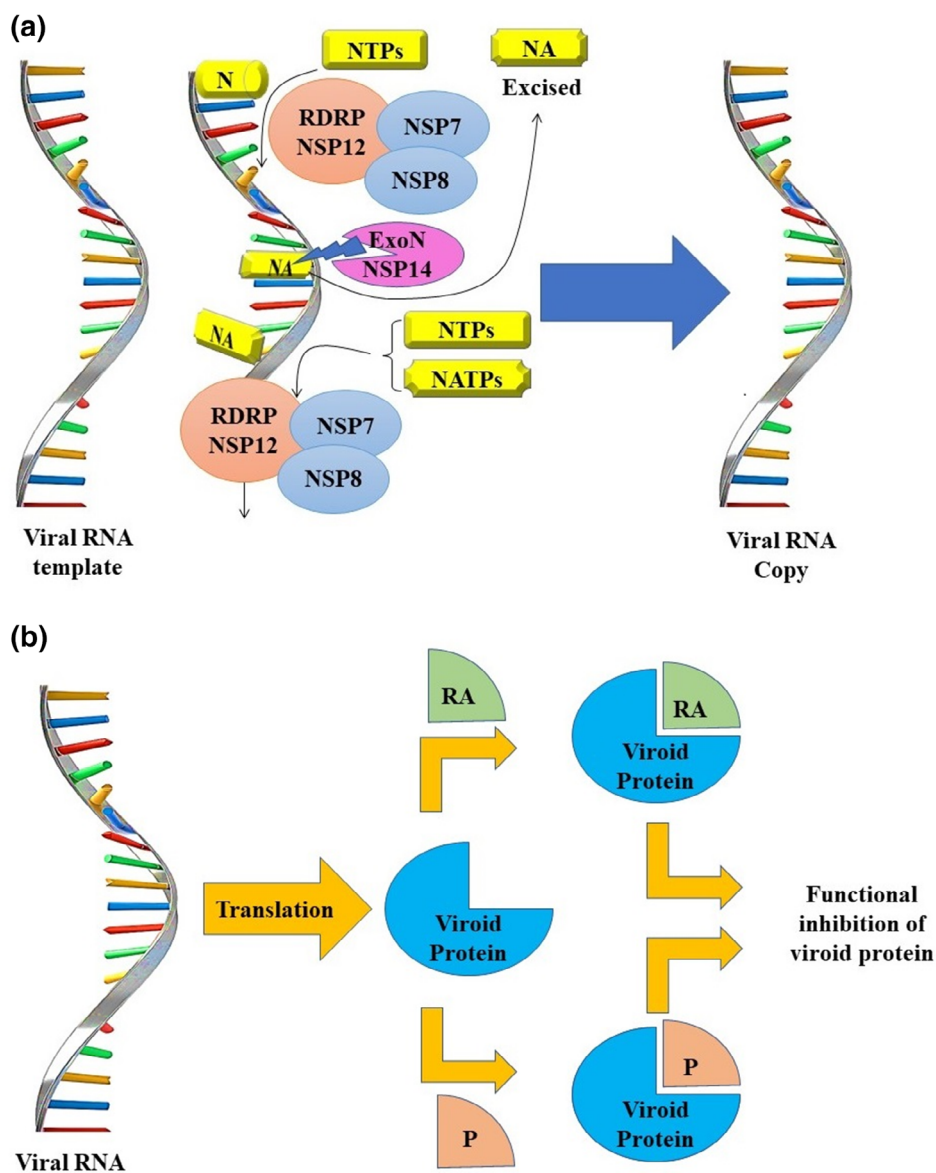 (a)
N
NTPs
NA
Excised
RDRP
NSP12
NSP7
NSP8
ExoN
NSP14
NA
NA
NTPs
NATPs
RDRP
NSP12
NSP7
NSP8
Viral RNA
template
Viral RNA
Copy
(b)
RA
RA
Viroid
Protein
Translation
Viroid
Protein
Functional
inhibition of
viroid protein
P
P
Viroid
Protein
Viral RNA